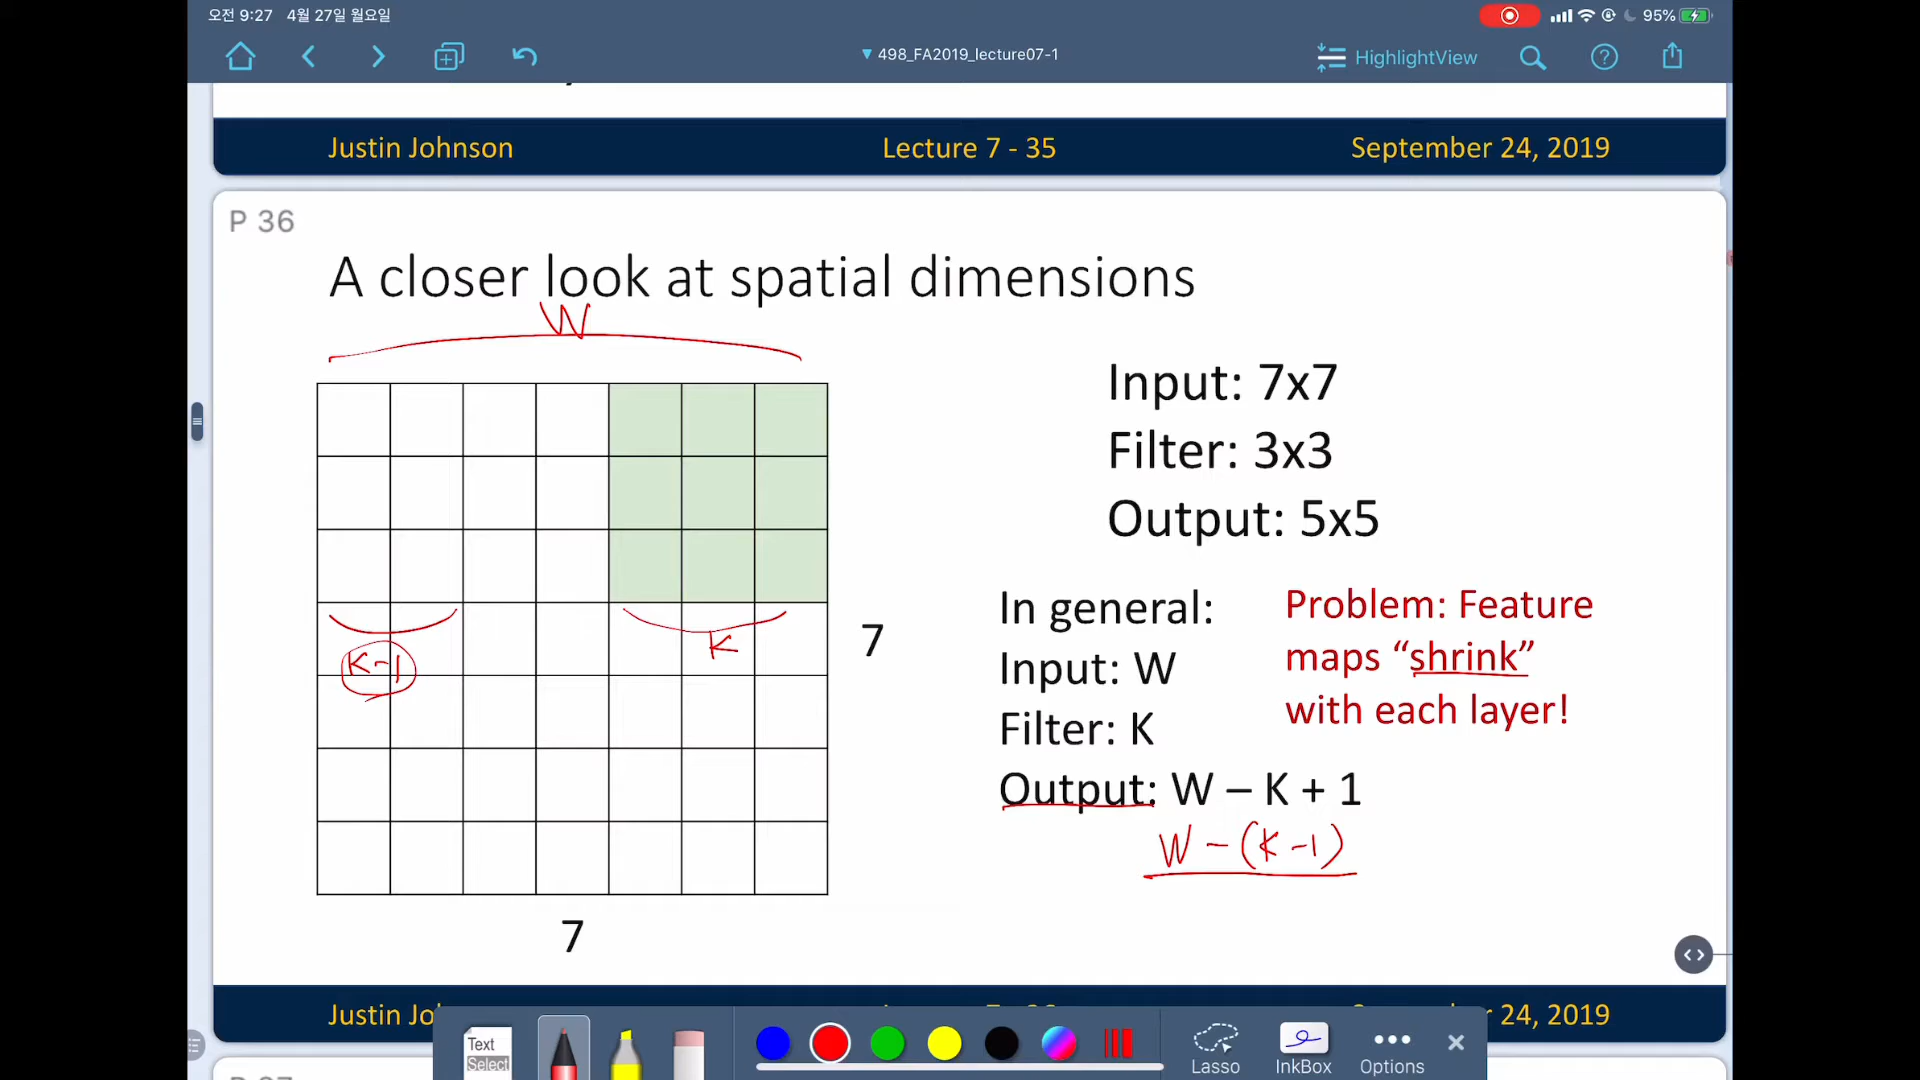 오전 9:27 4월 27일 월요일
95%
498_FA2019_lecture07-1
HighlightView
Justin Johnson
Lecture 7 - 35
September 24, 2019
P 36
A closer look at spatial dimensions
W
Input: 7x7
Filter: 3x3
Output: 5x5
K-1
K
7
7
In general:
Input: W
Filter: K
Output: W – K + 1
W - (K-1)
Problem: Feature
maps “shrink”
with each layer!
Justin Jo
24, 2019
Text
Select
Lasso
InkBox
Options